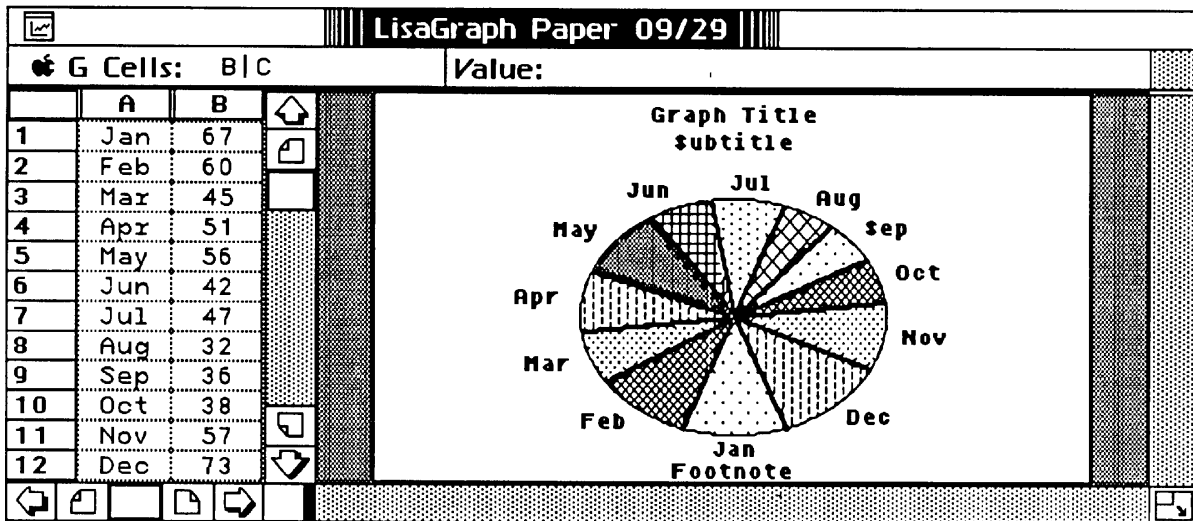 LisaGraph Paper 09/29
G Cells: B|C Value:
A B
1 Jan 67
2 Feb 60
3 Mar 45
4 Apr 51
5 May 56
6 Jun 42
7 Jul 47
8 Aug 32
9 Sep 36
10 Oct 38
11 Nov 57
12 Dec 73
Graph Title
Subtitle
Jun
Jul
Aug
May
Sep
Apr
Oct
Mar
Nov
Feb
Dec
Jan
Footnote